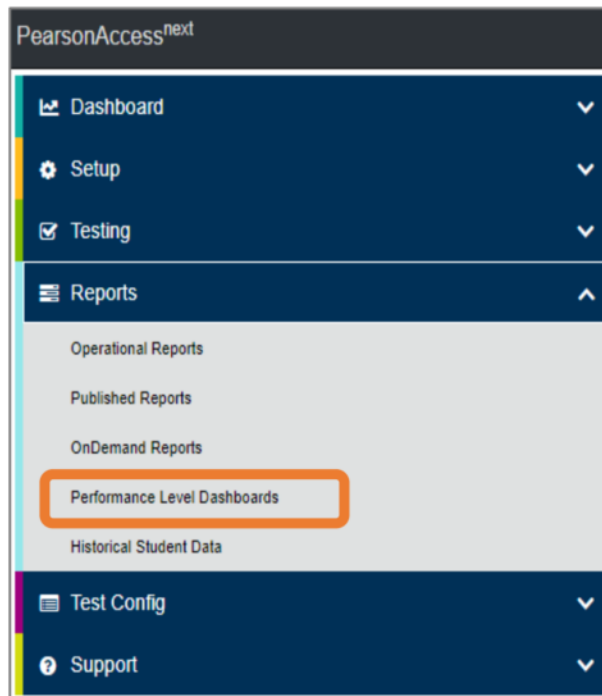 PearsonAccessnext
Dashboard
Setup
Testing
Reports
Operational Reports
Published Reports
OnDemand Reports
Performance Level Dashboards
Historical Student Data
Test Config
Support